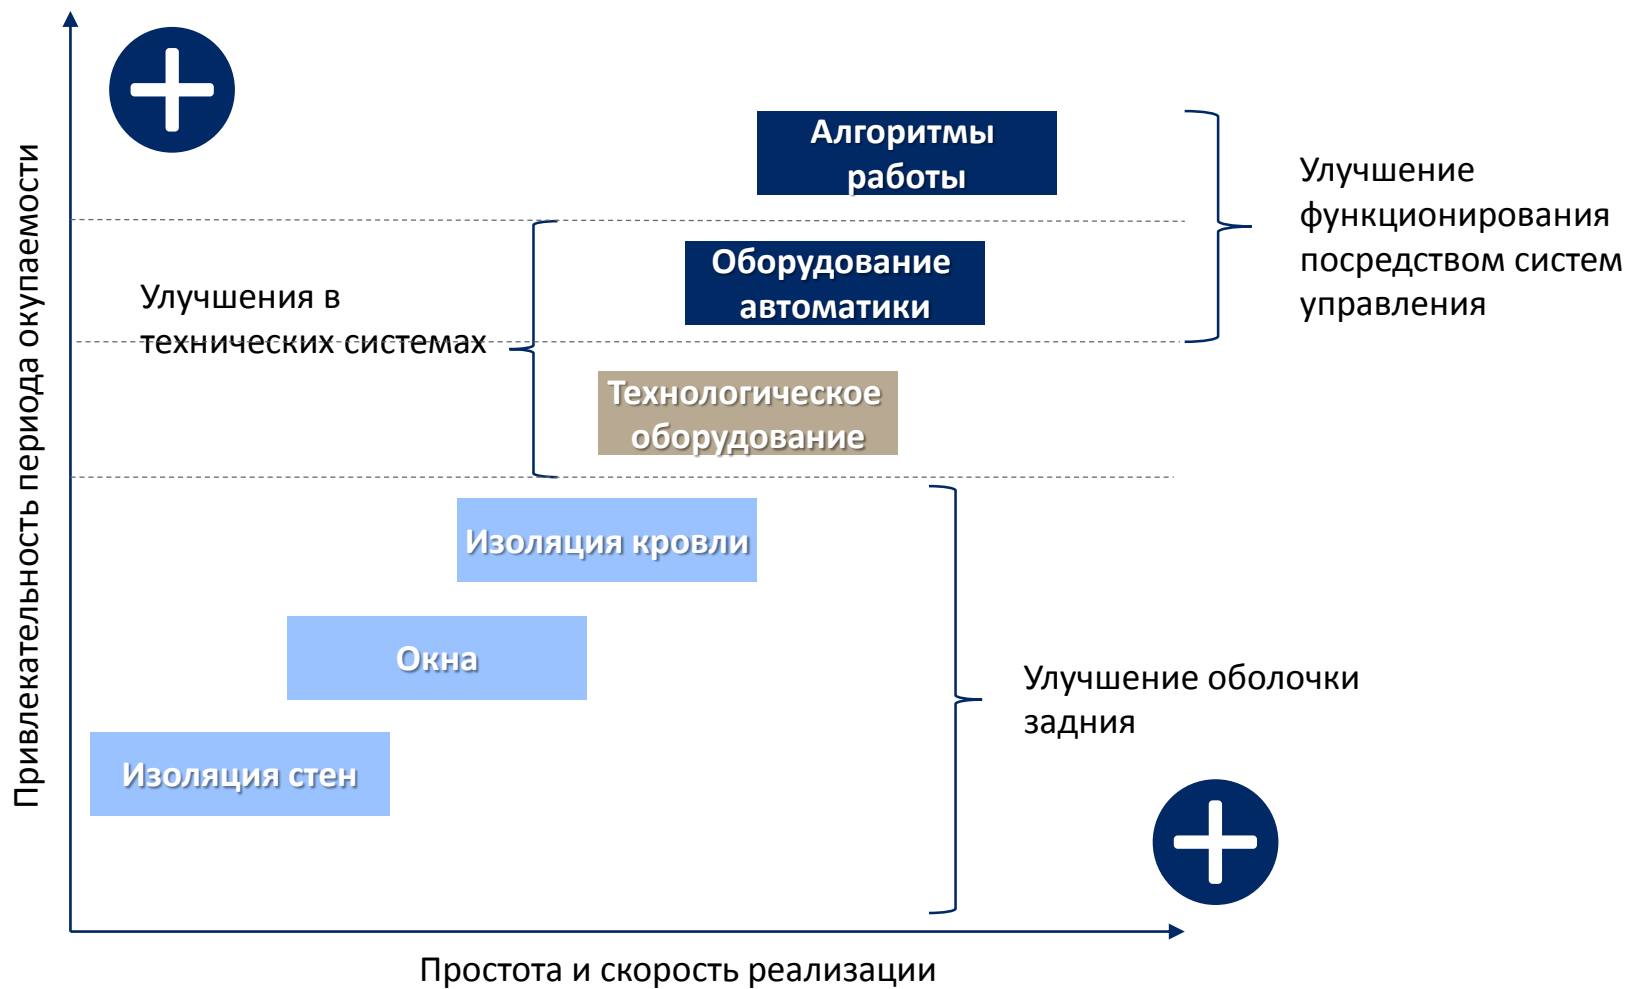 Привлекательность периода окупаемости
Алгоритмы
работы
Улучшение
функционирования
посредством систем
управления
Оборудование
автоматики
Улучшения в
технических системах
Технологическое
оборудование
Изоляция кровли
Окна
Улучшение оболочки
задния
Изоляция стен
Простота и скорость реализации